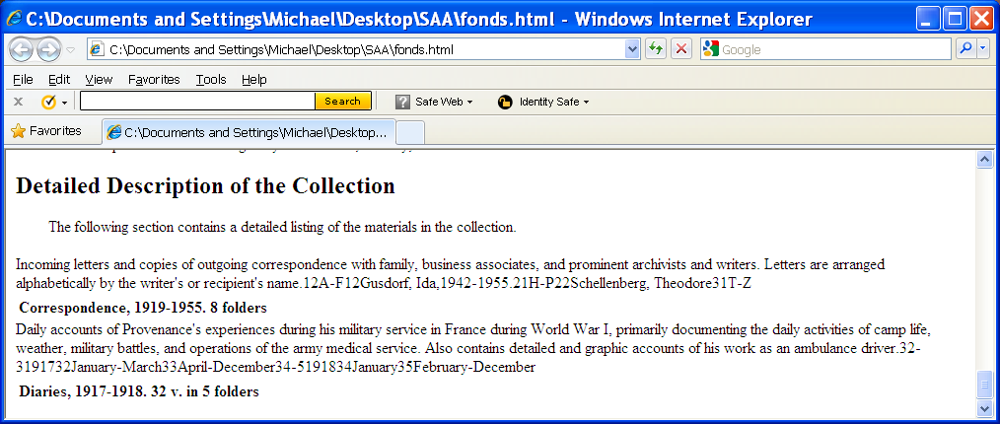 C:\Documents and Settings\Michael\Desktop\SAA\fonds.html - Windows Internet Explorer
C:\Documents and Settings\Michael\Desktop\SAA\fonds.html
Google
File Edit View Favorites Tools Help
x Search Safe Web Identity Safe
Favorites C:\Documents and Settings\Michael\Desktop...
Detailed Description of the Collection
The following section contains a detailed listing of the materials in the collection.
Incoming letters and copies of outgoing correspondence with family, business associates, and prominent archivists and writers. Letters are arranged
alphabetically by the writer's or recipient's name.12A-F12Gusdorf, Ida,1942-1955.21H-P22Schellenberg, Theodore31T-Z
Correspondence, 1919-1955. 8 folders
Daily accounts of Provenance's experiences during his military service in France during World War I, primarily documenting the daily activities of camp life,
weather, military battles, and operations of the army medical service. Also contains detailed and graphic accounts of his work as an ambulance driver.32-
3191732January-March33April-December34-5191834January35February-December
Diaries, 1917-1918. 32 v. in 5 folders